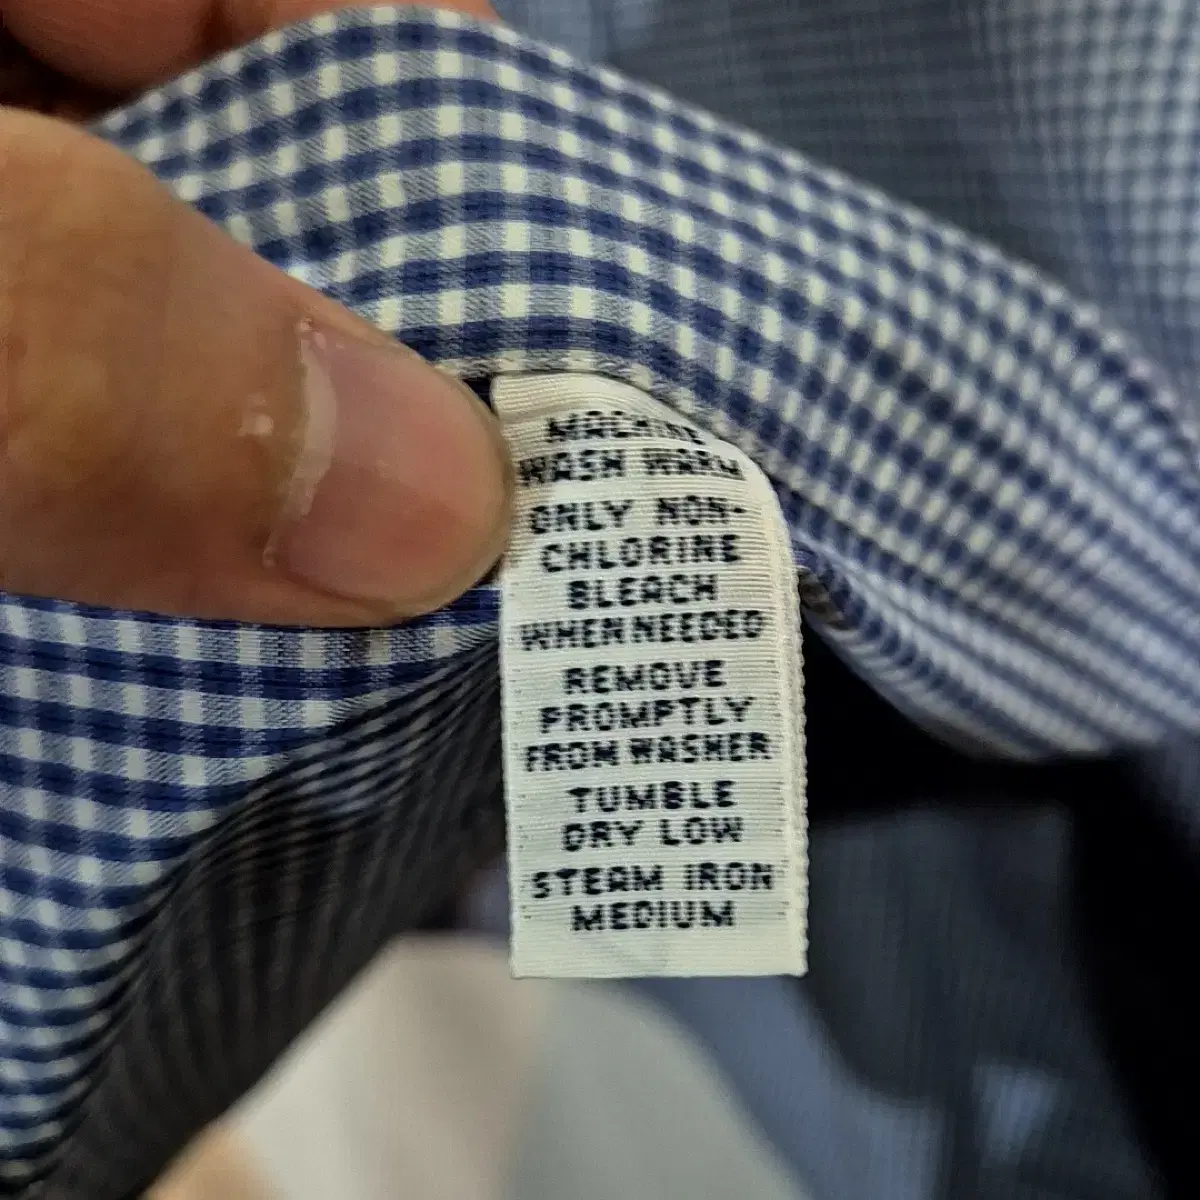 MACHINE
WASH WARM
ONLY NON-
CHLORINE
BLEACH
WHEN NEEDED
REMOVE
PROMPTLY
FROM WASHER
TUMBLE
DRY LOW
STEAM IRON
MEDIUM